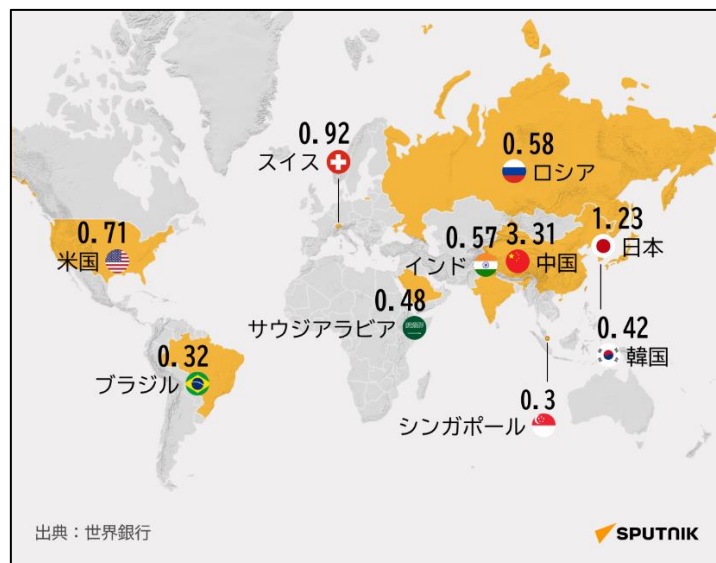 0.92
スイス
0.58
ロシア
0.71
米国
0.57
インド
3.31
中国
1.23
日本
0.48
サウジアラビア
0.42
韓国
0.32
ブラジル
0.3
シンガポール
出典：世界銀行
SPUTNIK